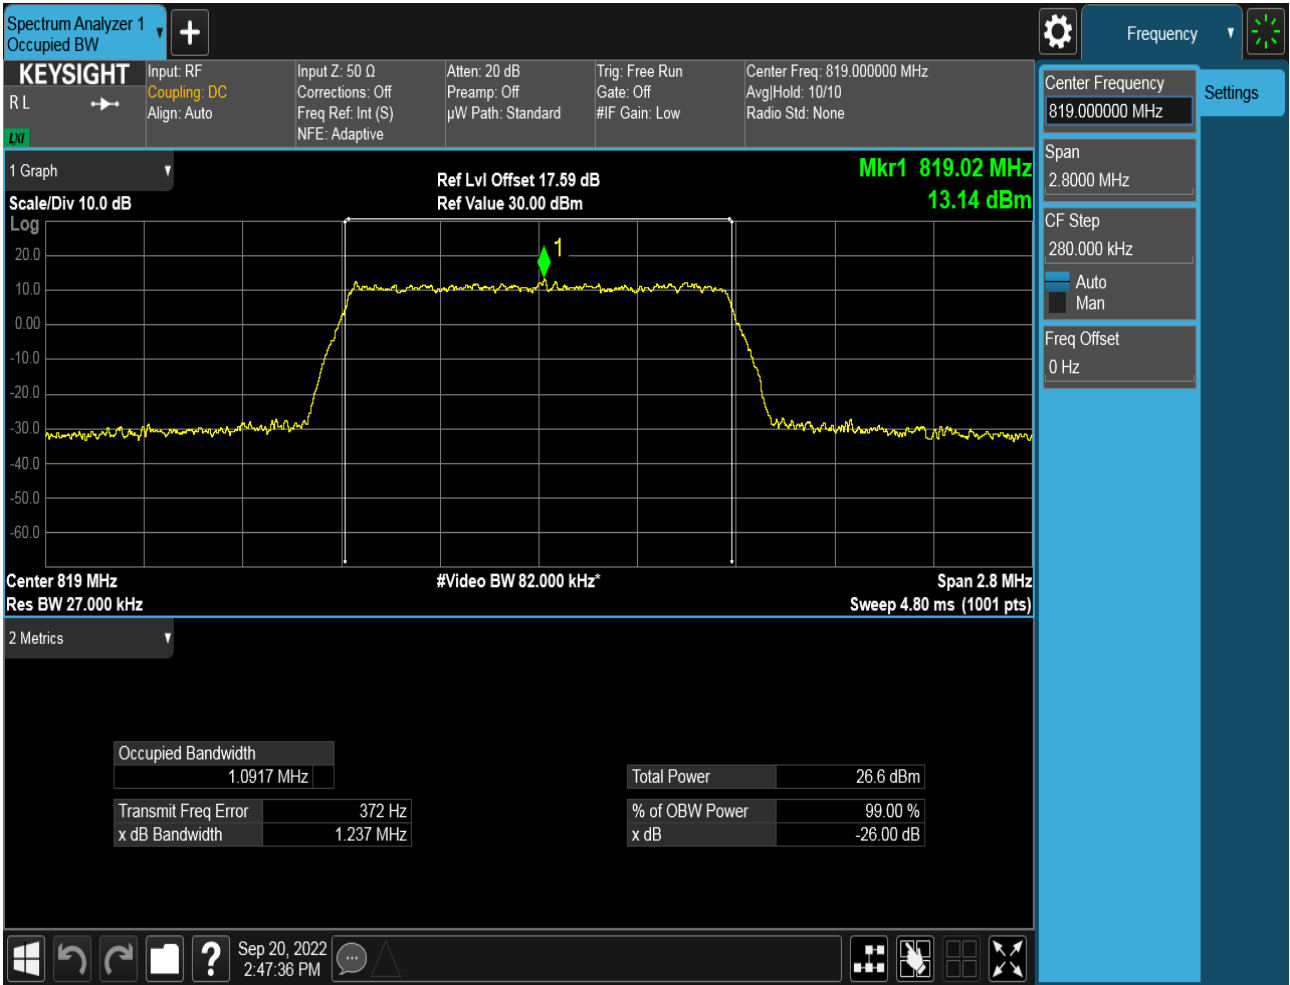 Spectrum Analyzer 1
Occupied BW
Frequency
KEYSIGHT
R L
LXI
Input: RF
Coupling: DC
Align: Auto
Input Z: 50 Ω
Corrections: Off
Freq Ref: Int (S)
NFE: Adaptive
Atten: 20 dB
Preamp: Off
µW Path: Standard
Trig: Free Run
Gate: Off
#IF Gain: Low
Center Freq: 819.000000 MHz
Avg|Hold: 10/10
Radio Std: None
Center Frequency
819.000000 MHz
Settings
Span
2.8000 MHz
CF Step
280.000 kHz
Auto
Man
Freq Offset
0 Hz
1 Graph
Scale/Div 10.0 dB
Log
Ref Lvl Offset 17.59 dB
Ref Value 30.00 dBm
Mkr1 819.02 MHz
13.14 dBm
1
20.0
10.0
0.00
-10.0
-20.0
-30.0
-40.0
-50.0
-60.0
Center 819 MHz
Res BW 27.000 kHz
#Video BW 82.000 kHz*
Span 2.8 MHz
Sweep 4.80 ms (1001 pts)
2 Metrics
Occupied Bandwidth
1.0917 MHz
Transmit Freq Error 372 Hz
x dB Bandwidth 1.237 MHz
Total Power 26.6 dBm
% of OBW Power 99.00 %
x dB -26.00 dB
?
Sep 20, 2022
2:47:36 PM